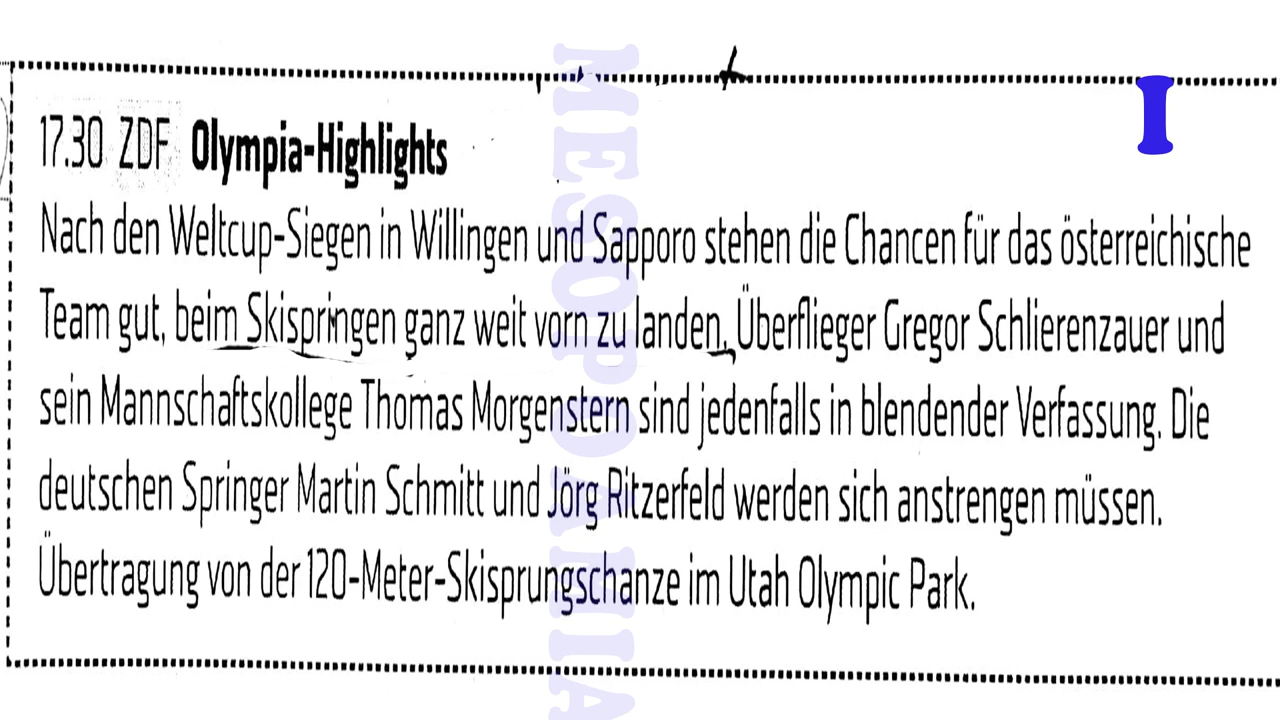 I
17.30 ZDF Olympia-Highlights
Nach den Weltcup-Siegen in Willingen und Sapporo stehen die Chancen für das österreichische
Team gut, beim Skispringen ganz weit vorn zu landen. Überflieger Gregor Schlierenzauer und
sein Mannschaftskollege Thomas Morgenstern sind jedenfalls in blendender Verfassung. Die
deutschen Springer Martin Schmitt und Jörg Ritzerfeld werden sich anstrengen müssen.
Übertragung von der 120-Meter-Skisprungschanze im Utah Olympic Park.
MESOPOAMIA